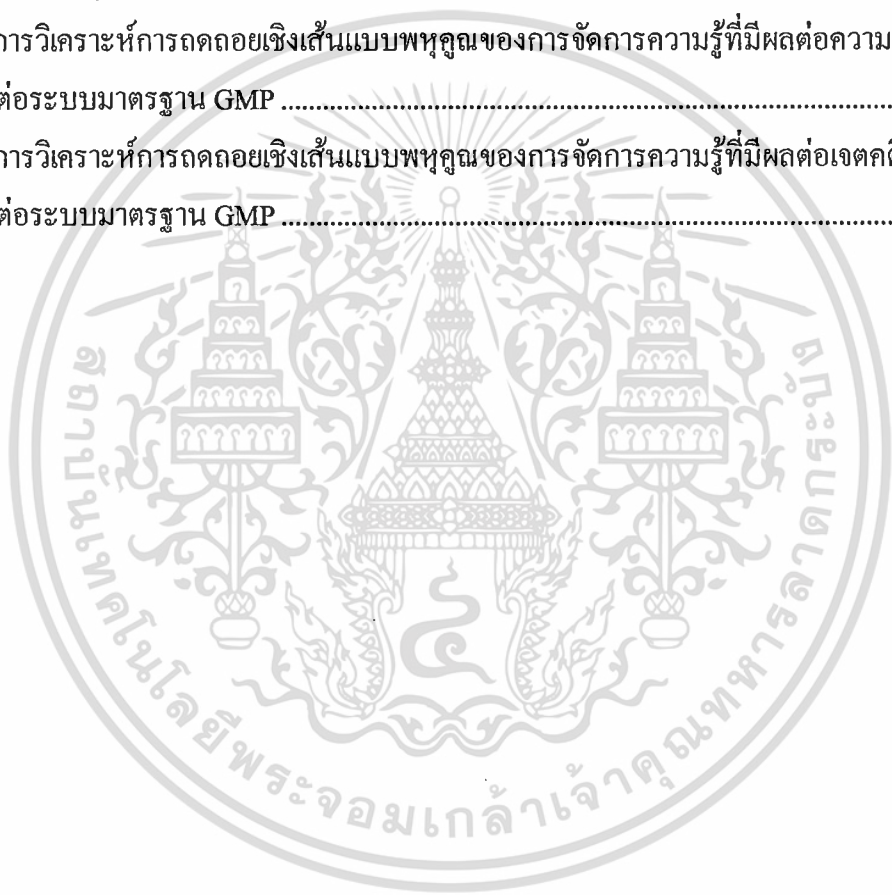 การวิเคราะห์การถดถอยเชิงเส้นแบบพหุคูณของการจัดการความรู้ที่มีผลต่อความ
ต่อระบบมาตรฐาน GMP ........................................................................
การวิเคราะห์การถดถอยเชิงเส้นแบบพหุคูณของการจัดการความรู้ที่มีผลต่อเจตค
ต่อระบบมาตรฐาน GMP ........................................................................
สถาบันเทคโนโลยีพระจอมเกล้าเจ้าคุณทหารลาดกระบัง
๔